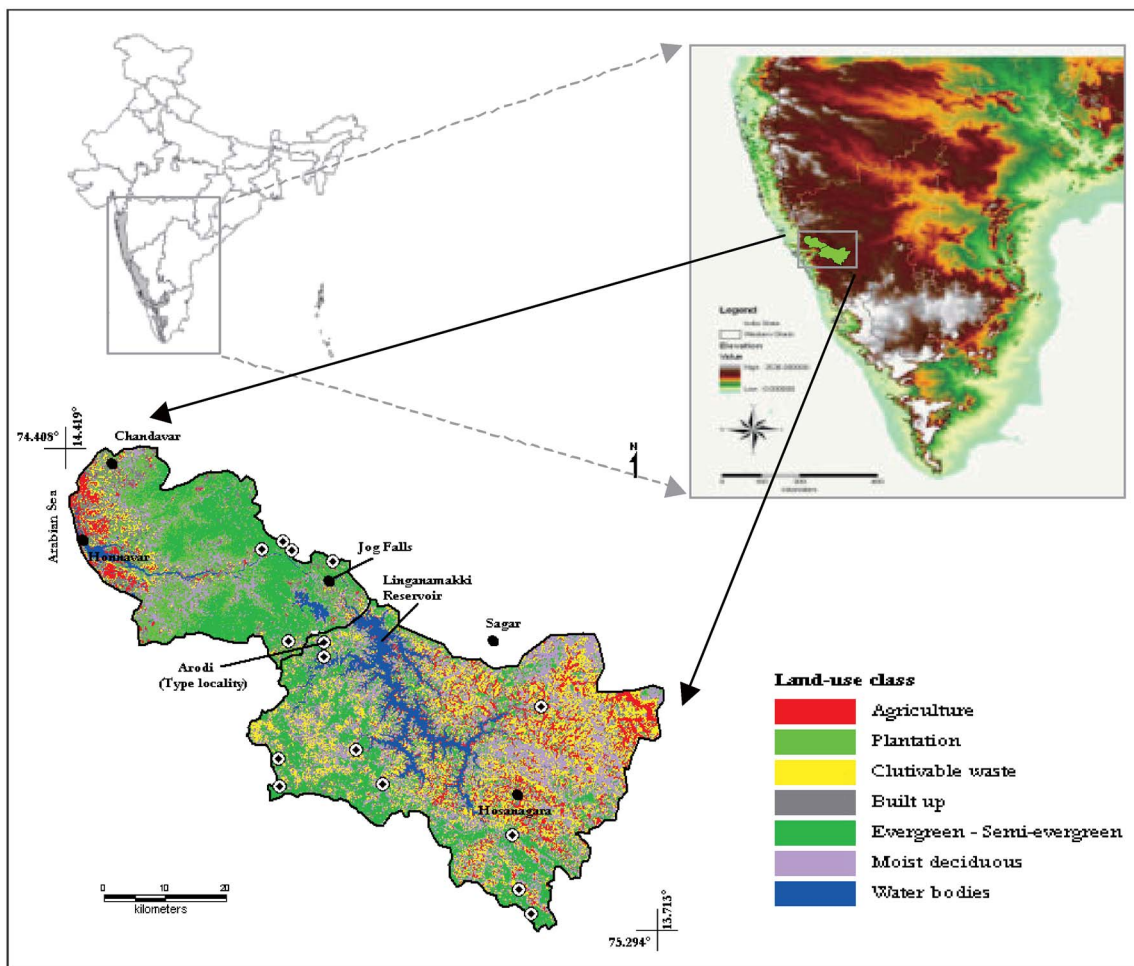 Legend
Elevation
Value
High
Low
N
74.408°
14.419°
Chandavar
Arabian Sea
Honnavar
Jog Falls
Linganamakki
Reservoir
Sagar
Arodi
(Type locality)
Hosanagara
Land-use class
Agriculture
Plantation
Clutivable waste
Built up
Evergreen - Semi-evergreen
Moist deciduous
Water bodies
0 10 20
kilometers
13.713°
75.294°